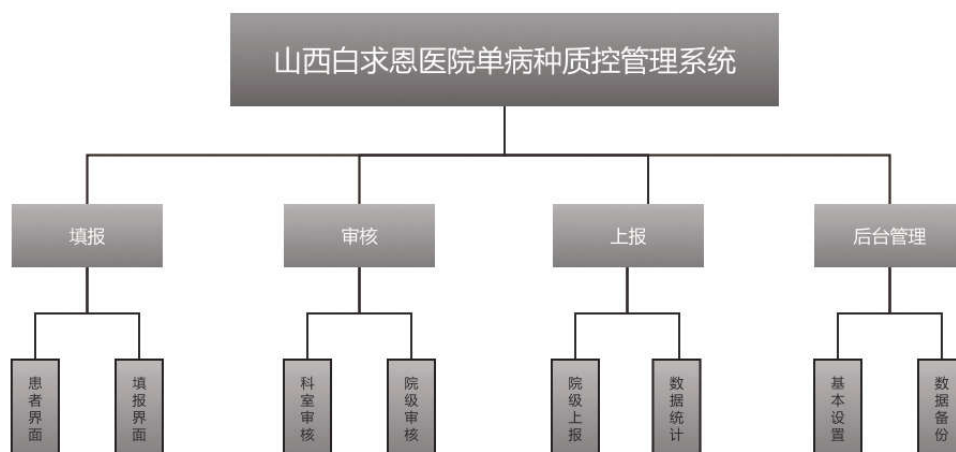 山西白求恩医院单病种质控管理系统
填报
审核
上报
后台管理
患者界面
填报界面
科室审核
院级审核
院级上报
数据统计
基本设置
数据备份